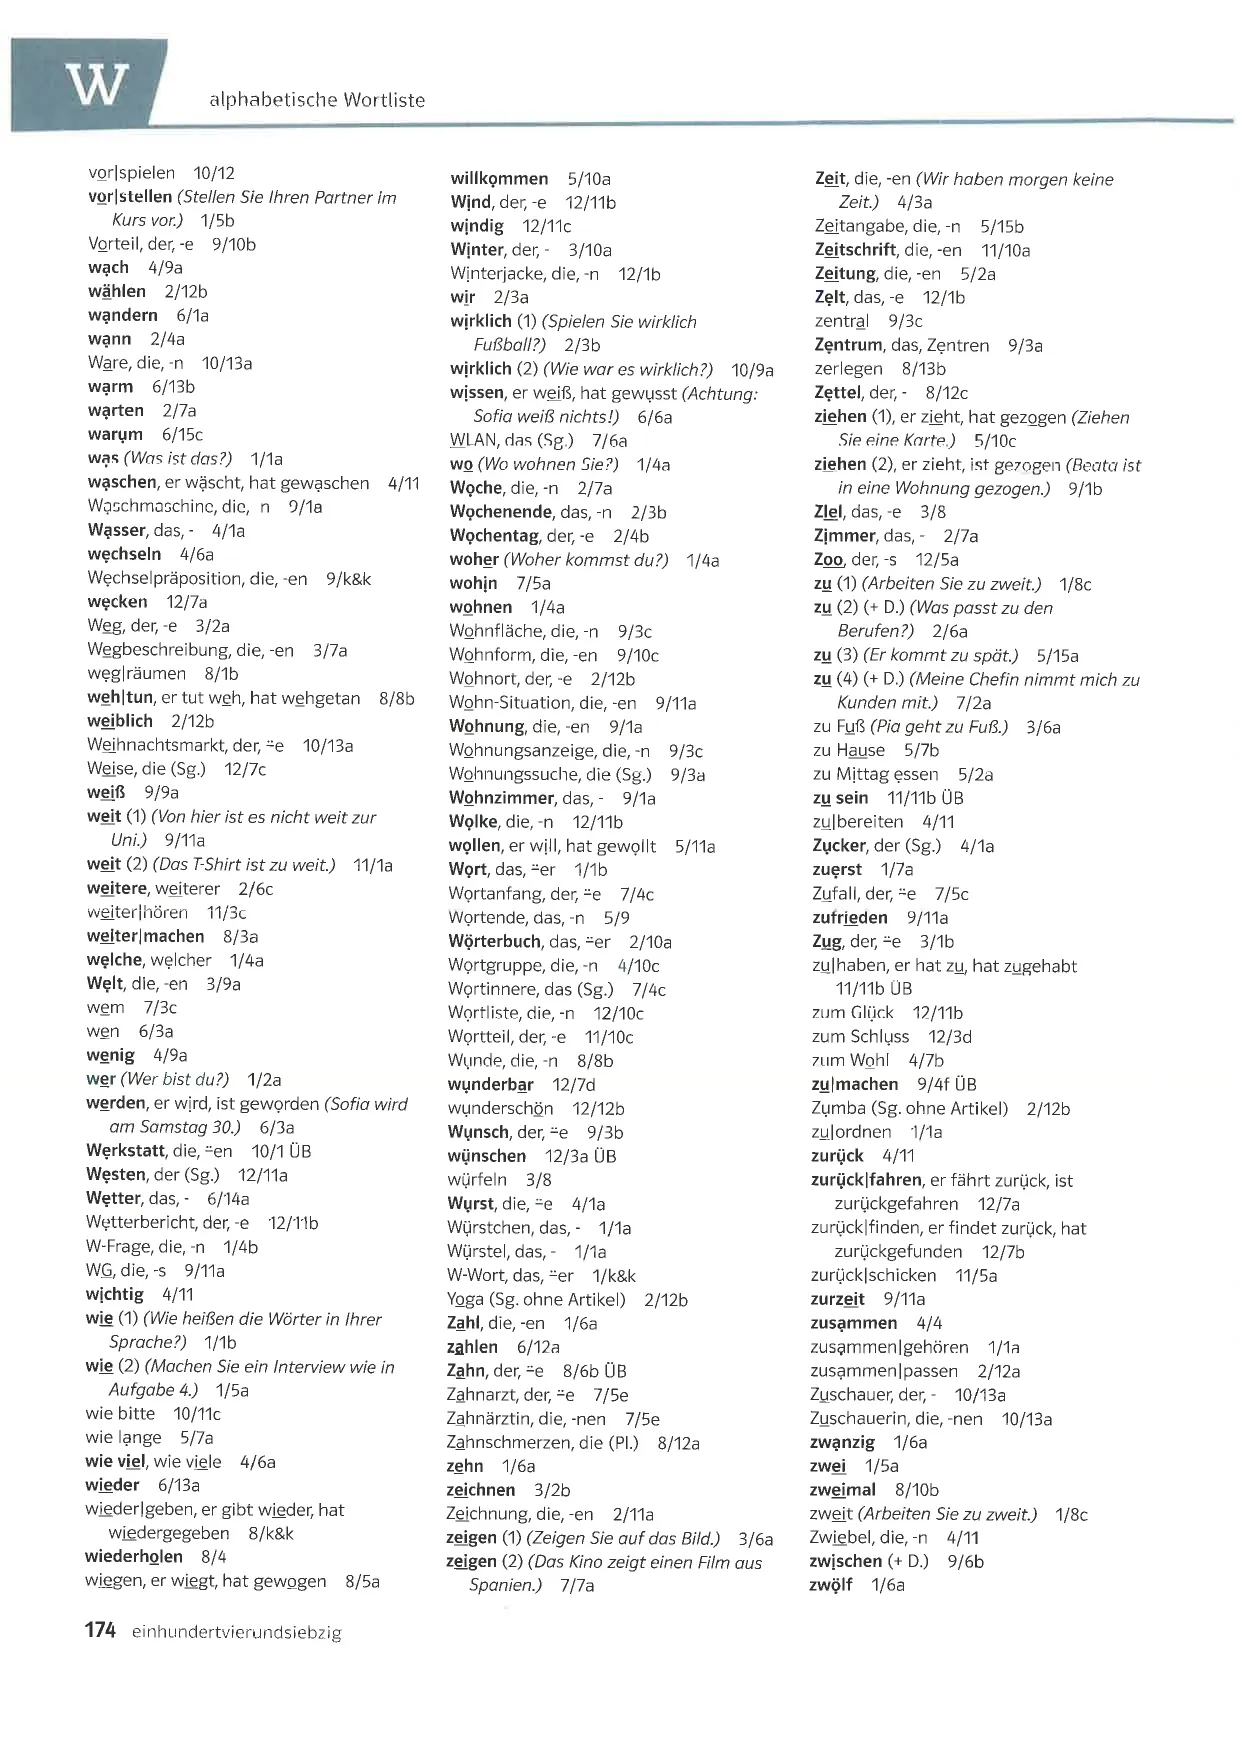 W
alphabetische Wortliste
vor|spielen 10/12
vor|stellen (Stellen Sie Ihren Partner im
Kurs vor.) 1/5b
Vorteil, der, -e 9/10b
wach 4/9a
wählen 2/12b
wandern 6/1a
wann 2/4a
Ware, die, -n 10/13a
warm 6/13b
warten 2/7a
warum 6/15c
was (Was ist das?) 1/1a
waschen, er wäscht, hat gewaschen 4/11
Waschmaschine, die, -n 9/1a
Wasser, das, - 4/1a
wechseln 4/6a
Wechselpräposition, die, -en 9/k&k
wecken 12/7a
Weg, der, -e 3/2a
Wegbeschreibung, die, -en 3/7a
weg|räumen 8/1b
weh|tun, er tut weh, hat wehgetan 8/8b
weiblich 2/12b
Weihnachtsmarkt, der, ¨-e 10/13a
Weise, die (Sg.) 12/7c
weiß 9/9a
weit (1) (Von hier ist es nicht weit zur
Uni.) 9/11a
weit (2) (Das T-Shirt ist zu weit.) 11/1a
weitere, weiterer 2/6c
weiter|hören 11/3c
weiter|machen 8/3a
welche, welcher 1/4a
Welt, die, -en 3/9a
wem 7/3c
wen 6/3a
wenig 4/9a
wer (Wer bist du?) 1/2a
werden, er wird, ist geworden (Sofia wird
am Samstag 30.) 6/3a
Werkstatt, die, ¨-en 10/1 ÜB
Westen, der (Sg.) 12/11a
Wetter, das, - 6/14a
Wetterbericht, der, -e 12/11b
W-Frage, die, -n 1/4b
WG, die, -s 9/11a
wichtig 4/11
wie (1) (Wie heißen die Wörter in Ihrer
Sprache?) 1/1b
wie (2) (Machen Sie ein Interview wie in
Aufgabe 4.) 1/5a
wie bitte 10/11c
wie lange 5/7a
wie viel, wie viele 4/6a
wieder 6/13a
wieder|geben, er gibt wieder, hat
wiedergegeben 8/k&k
wiederholen 8/4
wiegen, er wiegt, hat gewogen 8/5a
willkommen 5/10a
Wind, der, -e 12/11b
windig 12/11c
Winter, der, - 3/10a
Winterjacke, die, -n 12/1b
wir 2/3a
wirklich (1) (Spielen Sie wirklich
Fußball?) 2/3b
wirklich (2) (Wie war es wirklich?) 10/9a
wissen, er weiß, hat gewusst (Achtung:
Sofia weiß nichts!) 6/6a
WLAN, das (Sg.) 7/6a
wo (Wo wohnen Sie?) 1/4a
Woche, die, -n 2/7a
Wochenende, das, -n 2/3b
Wochentag, der, -e 2/4b
woher (Woher kommst du?) 1/4a
wohin 7/5a
wohnen 1/4a
Wohnfläche, die, -n 9/3c
Wohnform, die, -en 9/10c
Wohnort, der, -e 2/12b
Wohn-Situation, die, -en 9/11a
Wohnung, die, -en 9/1a
Wohnungsanzeige, die, -n 9/3c
Wohnungssuche, die (Sg.) 9/3a
Wohnzimmer, das, - 9/1a
Wolke, die, -n 12/11b
wollen, er will, hat gewollt 5/11a
Wort, das, ¨-er 1/1b
Wortanfang, der, ¨-e 7/4c
Wortende, das, -n 5/9
Wörterbuch, das, ¨-er 2/10a
Wortgruppe, die, -n 4/10c
Wortinnere, das (Sg.) 7/4c
Wortliste, die, -n 12/10c
Wortteil, der, -e 11/10c
Wunde, die, -n 8/8b
wunderbar 12/7d
wunderschön 12/12b
Wunsch, der, ¨-e 9/3b
wünschen 12/3a ÜB
würfeln 3/8
Wurst, die, ¨-e 4/1a
Würstchen, das, - 1/1a
Würstel, das, - 1/1a
W-Wort, das, ¨-er 1/k&k
Yoga (Sg. ohne Artikel) 2/12b
Zahl, die, -en 1/6a
zahlen 6/12a
Zahn, der, ¨-e 8/6b ÜB
Zahnarzt, der, ¨-e 7/5e
Zahnärztin, die, -nen 7/5e
Zahnschmerzen, die (Pl.) 8/12a
zehn 1/6a
zeichnen 3/2b
Zeichnung, die, -en 2/11a
zeigen (1) (Zeigen Sie auf das Bild.) 3/6a
zeigen (2) (Das Kino zeigt einen Film aus
Spanien.) 7/7a
Zeit, die, -en (Wir haben morgen keine
Zeit.) 4/3a
Zeitangabe, die, -n 5/15b
Zeitschrift, die, -en 11/10a
Zeitung, die, -en 5/2a
Zelt, das, -e 12/1b
zentral 9/3c
Zentrum, das, Zentren 9/3a
zerlegen 8/13b
Zettel, der, - 8/12c
ziehen (1), er zieht, hat gezogen (Ziehen
Sie eine Karte.) 5/10c
ziehen (2), er zieht, ist gezogen (Beata ist
in eine Wohnung gezogen.) 9/1b
Ziel, das, -e 3/8
Zimmer, das, - 2/7a
Zoo, der, -s 12/5a
zu (1) (Arbeiten Sie zu zweit.) 1/8c
zu (2) (+ D.) (Was passt zu den
Berufen?) 2/6a
zu (3) (Er kommt zu spät.) 5/15a
zu (4) (+ D.) (Meine Chefin nimmt mich zu
Kunden mit.) 7/2a
zu Fuß (Pia geht zu Fuß.) 3/6a
zu Hause 5/7b
zu Mittag essen 5/2a
zu sein 11/11b ÜB
zu|bereiten 4/11
Zucker, der (Sg.) 4/1a
zuerst 1/7a
Zufall, der, ¨-e 7/5c
zufrieden 9/11a
Zug, der, ¨-e 3/1b
zu|haben, er hat zu, hat zugehabt
11/11b ÜB
zum Glück 12/11b
zum Schluss 12/3d
zum Wohl 4/7b
zu|machen 9/4f ÜB
Zumba (Sg. ohne Artikel) 2/12b
zu|ordnen 1/1a
zurück 4/11
zurück|fahren, er fährt zurück, ist
zurückgefahren 12/7a
zurück|finden, er findet zurück, hat
zurückgefunden 12/7b
zurück|schicken 11/5a
zurzeit 9/11a
zusammen 4/4
zusammen|gehören 1/1a
zusammen|passen 2/12a
Zuschauer, der, - 10/13a
Zuschauerin, die, -nen 10/13a
zwanzig 1/6a
zwei 1/5a
zweimal 8/10b
zweit (Arbeiten Sie zu zweit.) 1/8c
Zwiebel, die, -n 4/11
zwischen (+ D.) 9/6b
zwölf 1/6a
174 einhundertvierundsiebzig